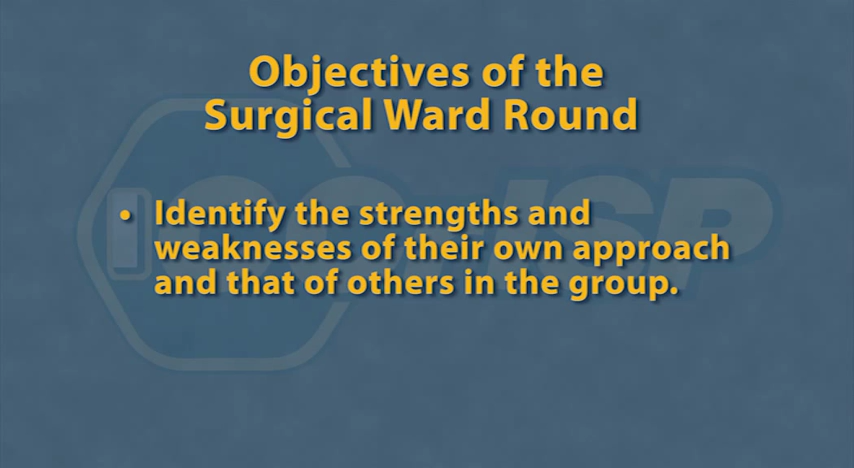 Objectives of the
Surgical Ward Round
• Identify the strengths and
weaknesses of their own approach
and that of others in the group.